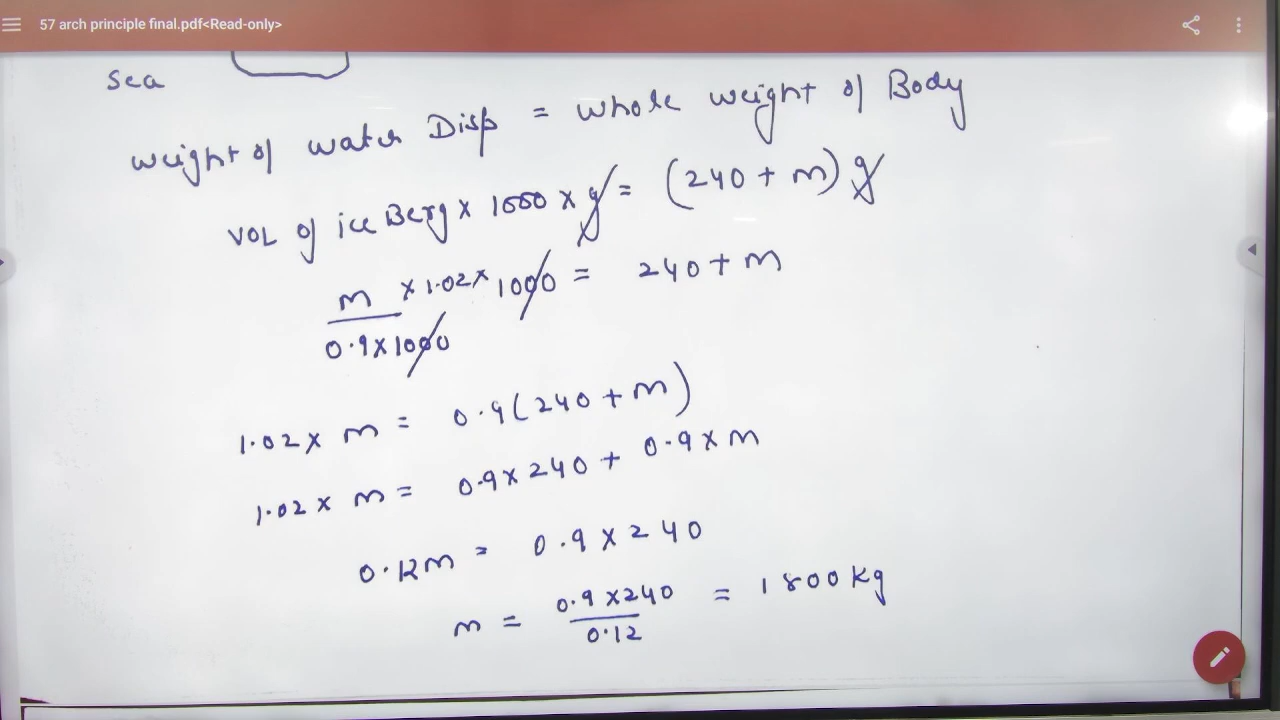 57 arch principle final.pdf<Read-only>
Sea
weight of water Disp = whole weight of Body
VOL of ice Berg x 1000 x g = (240 + m) g
m x 1.02 x 1000 = 240 + m
0.9 x 1000
1.02 x m = 0.9 (240 + m)
1.02 x m = 0.9 x 240 + 0.9 x m
0.12m = 0.9 x 240
m = 0.9 x 240 = 1800 kg
0.12